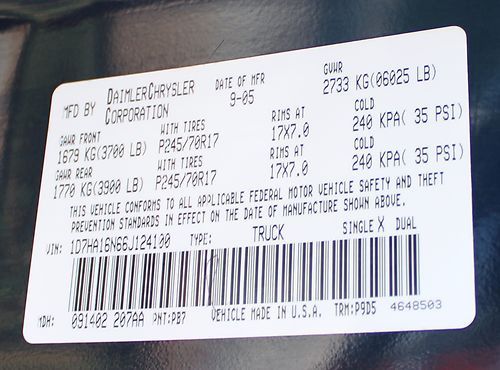 MFD BY DAIMLERCHRYSLER CORPORATION DATE OF MFR 9-05 GVWR 2733 KG(06025 LB)
GAWR FRONT WITH TIRES RIMS AT COLD
1679 KG(3700 LB) P245/70R17 17X7.0 240 KPA( 35 PSI)
GAWR REAR WITH TIRES RIMS AT COLD
1770 KG(3900 LB) P245/70R17 17X7.0 240 KPA( 35 PSI)
THIS VEHICLE CONFORMS TO ALL APPLICABLE FEDERAL MOTOR VEHICLE SAFETY AND THEFT
PREVENTION STANDARDS IN EFFECT ON THE DATE OF MANUFACTURE SHOWN ABOVE.
VIN: 1D7HA16N66J124100 TYPE: TRUCK SINGLE X DUAL
MDH: 091402 207AA PNT:PB7 VEHICLE MADE IN U.S.A. TRM:P9D5 4648503